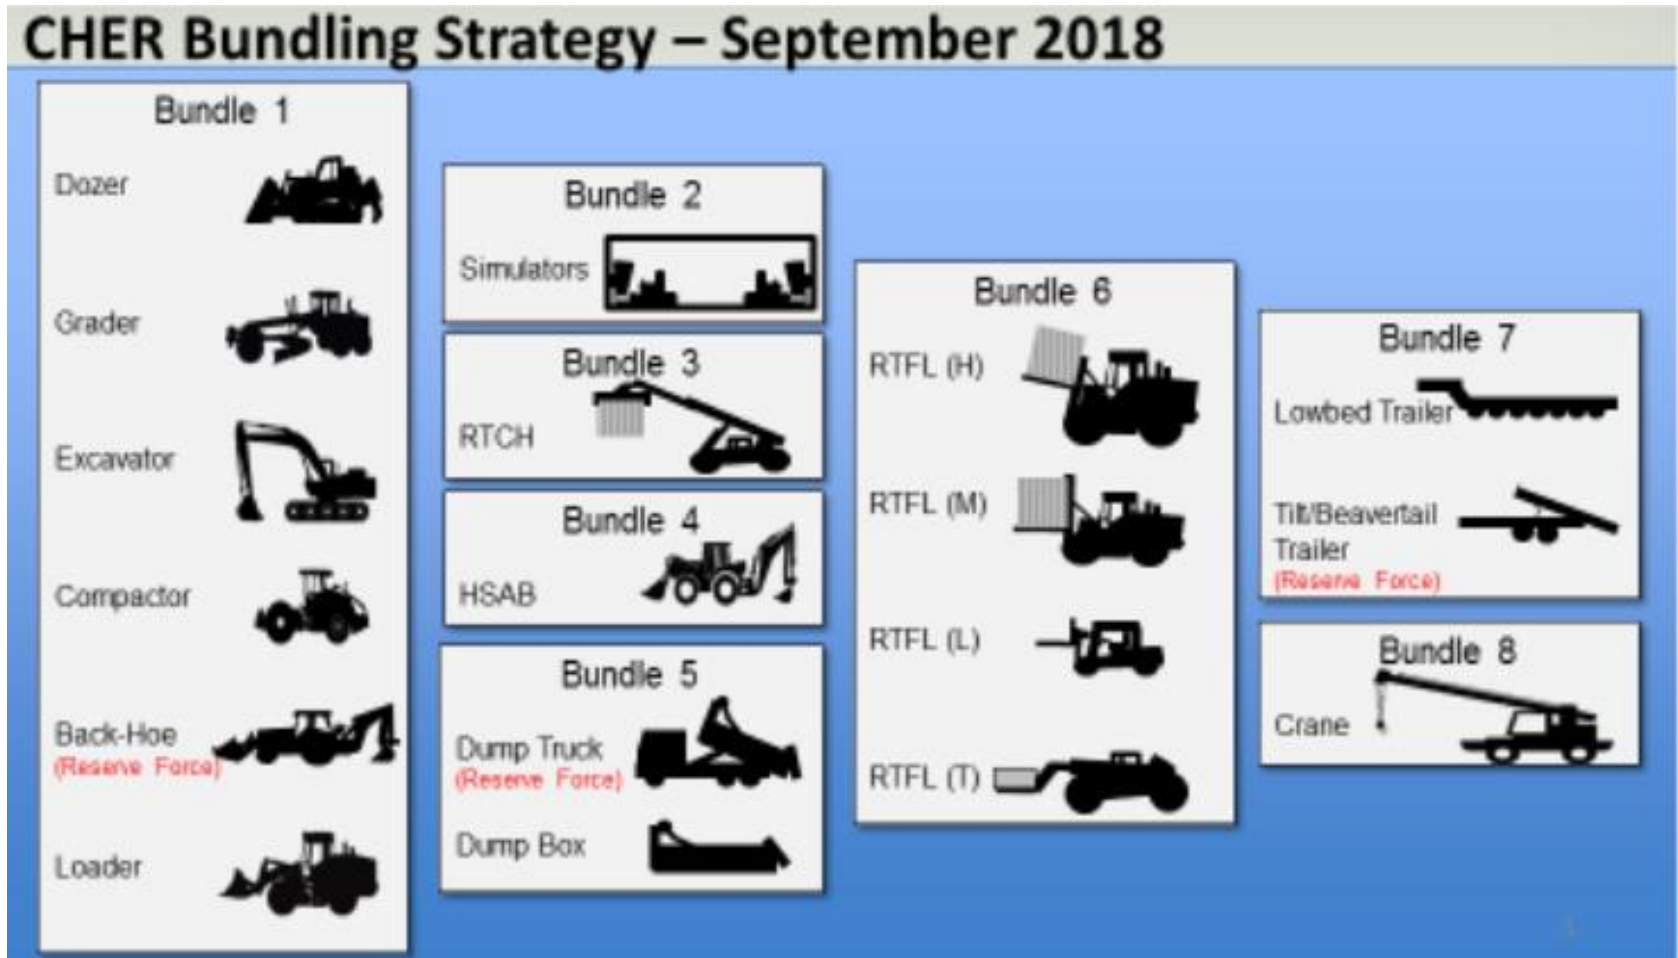 CHER Bundling Strategy – September 2018
Bundle 1
Dozer
Grader
Excavator
Compactor
Back-Hoe
(Reserve Force)
Loader
Bundle 2
Simulators
Bundle 3
RTCH
Bundle 4
HSAB
Bundle 5
Dump Truck
(Reserve Force)
Dump Box
Bundle 6
RTFL (H)
RTFL (M)
RTFL (L)
RTFL (T)
Bundle 7
Lowbed Trailer
Tilt/Beavertail
Trailer
(Reserve Force)
Bundle 8
Crane